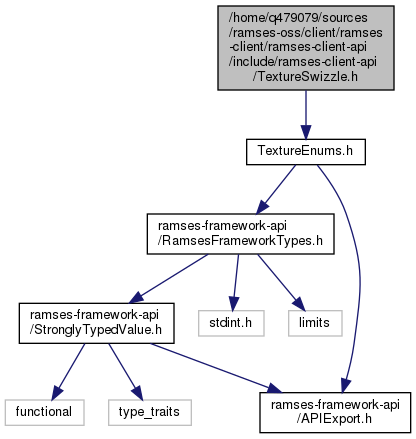 /home/q479079/sources
/ramses-oss/client/ramses
-client/ramses-client-api
/include/ramses-client-api
/TextureSwizzle.h
TextureEnums.h
ramses-framework-api
/RamsesFrameworkTypes.h
ramses-framework-api
/StronglyTypedValue.h
stdint.h
limits
functional
type_traits
ramses-framework-api
/APIExport.h